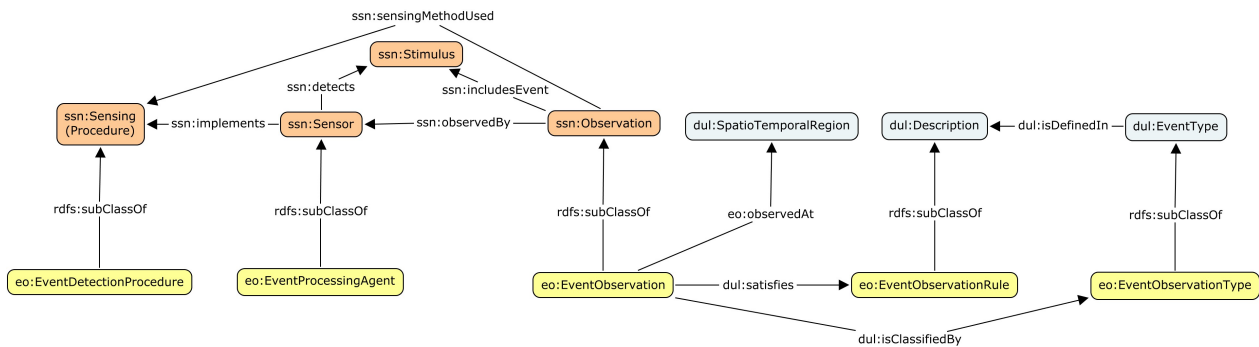 ssn:sensingMethodUsed
ssn:Stimulus
ssn:detects
ssn:includesEvent
ssn:Sensing
(Procedure)
ssn:implements
ssn:Sensor
ssn:observedBy
ssn:Observation
dul:SpatioTemporalRegion
dul:Description
dul:isDefinedIn
dul:EventType
rdfs:subClassOf
rdfs:subClassOf
rdfs:subClassOf
eo:observedAt
rdfs:subClassOf
rdfs:subClassOf
eo:EventDetectionProcedure
eo:EventProcessingAgent
eo:EventObservation
dul:satisfies
eo:EventObservationRule
eo:EventObservationType
dul:isClassifiedBy